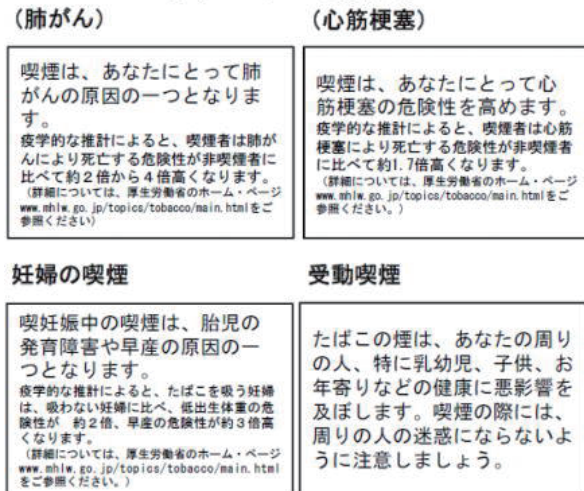 （肺がん）
喫煙は、あなたにとって肺
がんの原因の一つとなりま
す。
疫学的な推計によると、喫煙者は肺が
んにより死亡する危険性が非喫煙者に
比べて約２倍から４倍高くなります。
（詳細については、厚生労働省のホーム・ページ
www.mhlw.go.jp/topics/tobacco/main.htmlをご
参照ください）
（心筋梗塞）
喫煙は、あなたにとって心
筋梗塞の危険性を高めます。
疫学的な推計によると、喫煙者は心筋
梗塞により死亡する危険性が非喫煙者
に比べて約1.7倍高くなります。
（詳細については、厚生労働省のホーム・ページ
www.mhlw.go.jp/topics/tobacco/main.htmlをご
参照ください。）
妊婦の喫煙
喫妊娠中の喫煙は、胎児の
発育障害や早産の原因の一
つとなります。
疫学的な推計によると、たばこを吸う妊婦
は、吸わない妊婦に比べ、低出生体重の危
険性が　約２倍、早産の危険性が約３倍高
くなります。
（詳細については、厚生労働省のホーム・ページ
www.mhlw.go.jp/topics/tobacco/main.html
をご参照ください。）
受動喫煙
たばこの煙は、あなたの周り
の人、特に乳幼児、子供、お
年寄りなどの健康に悪影響を
及ぼします。喫煙の際には、
周りの人の迷惑にならないよ
うに注意しましょう。